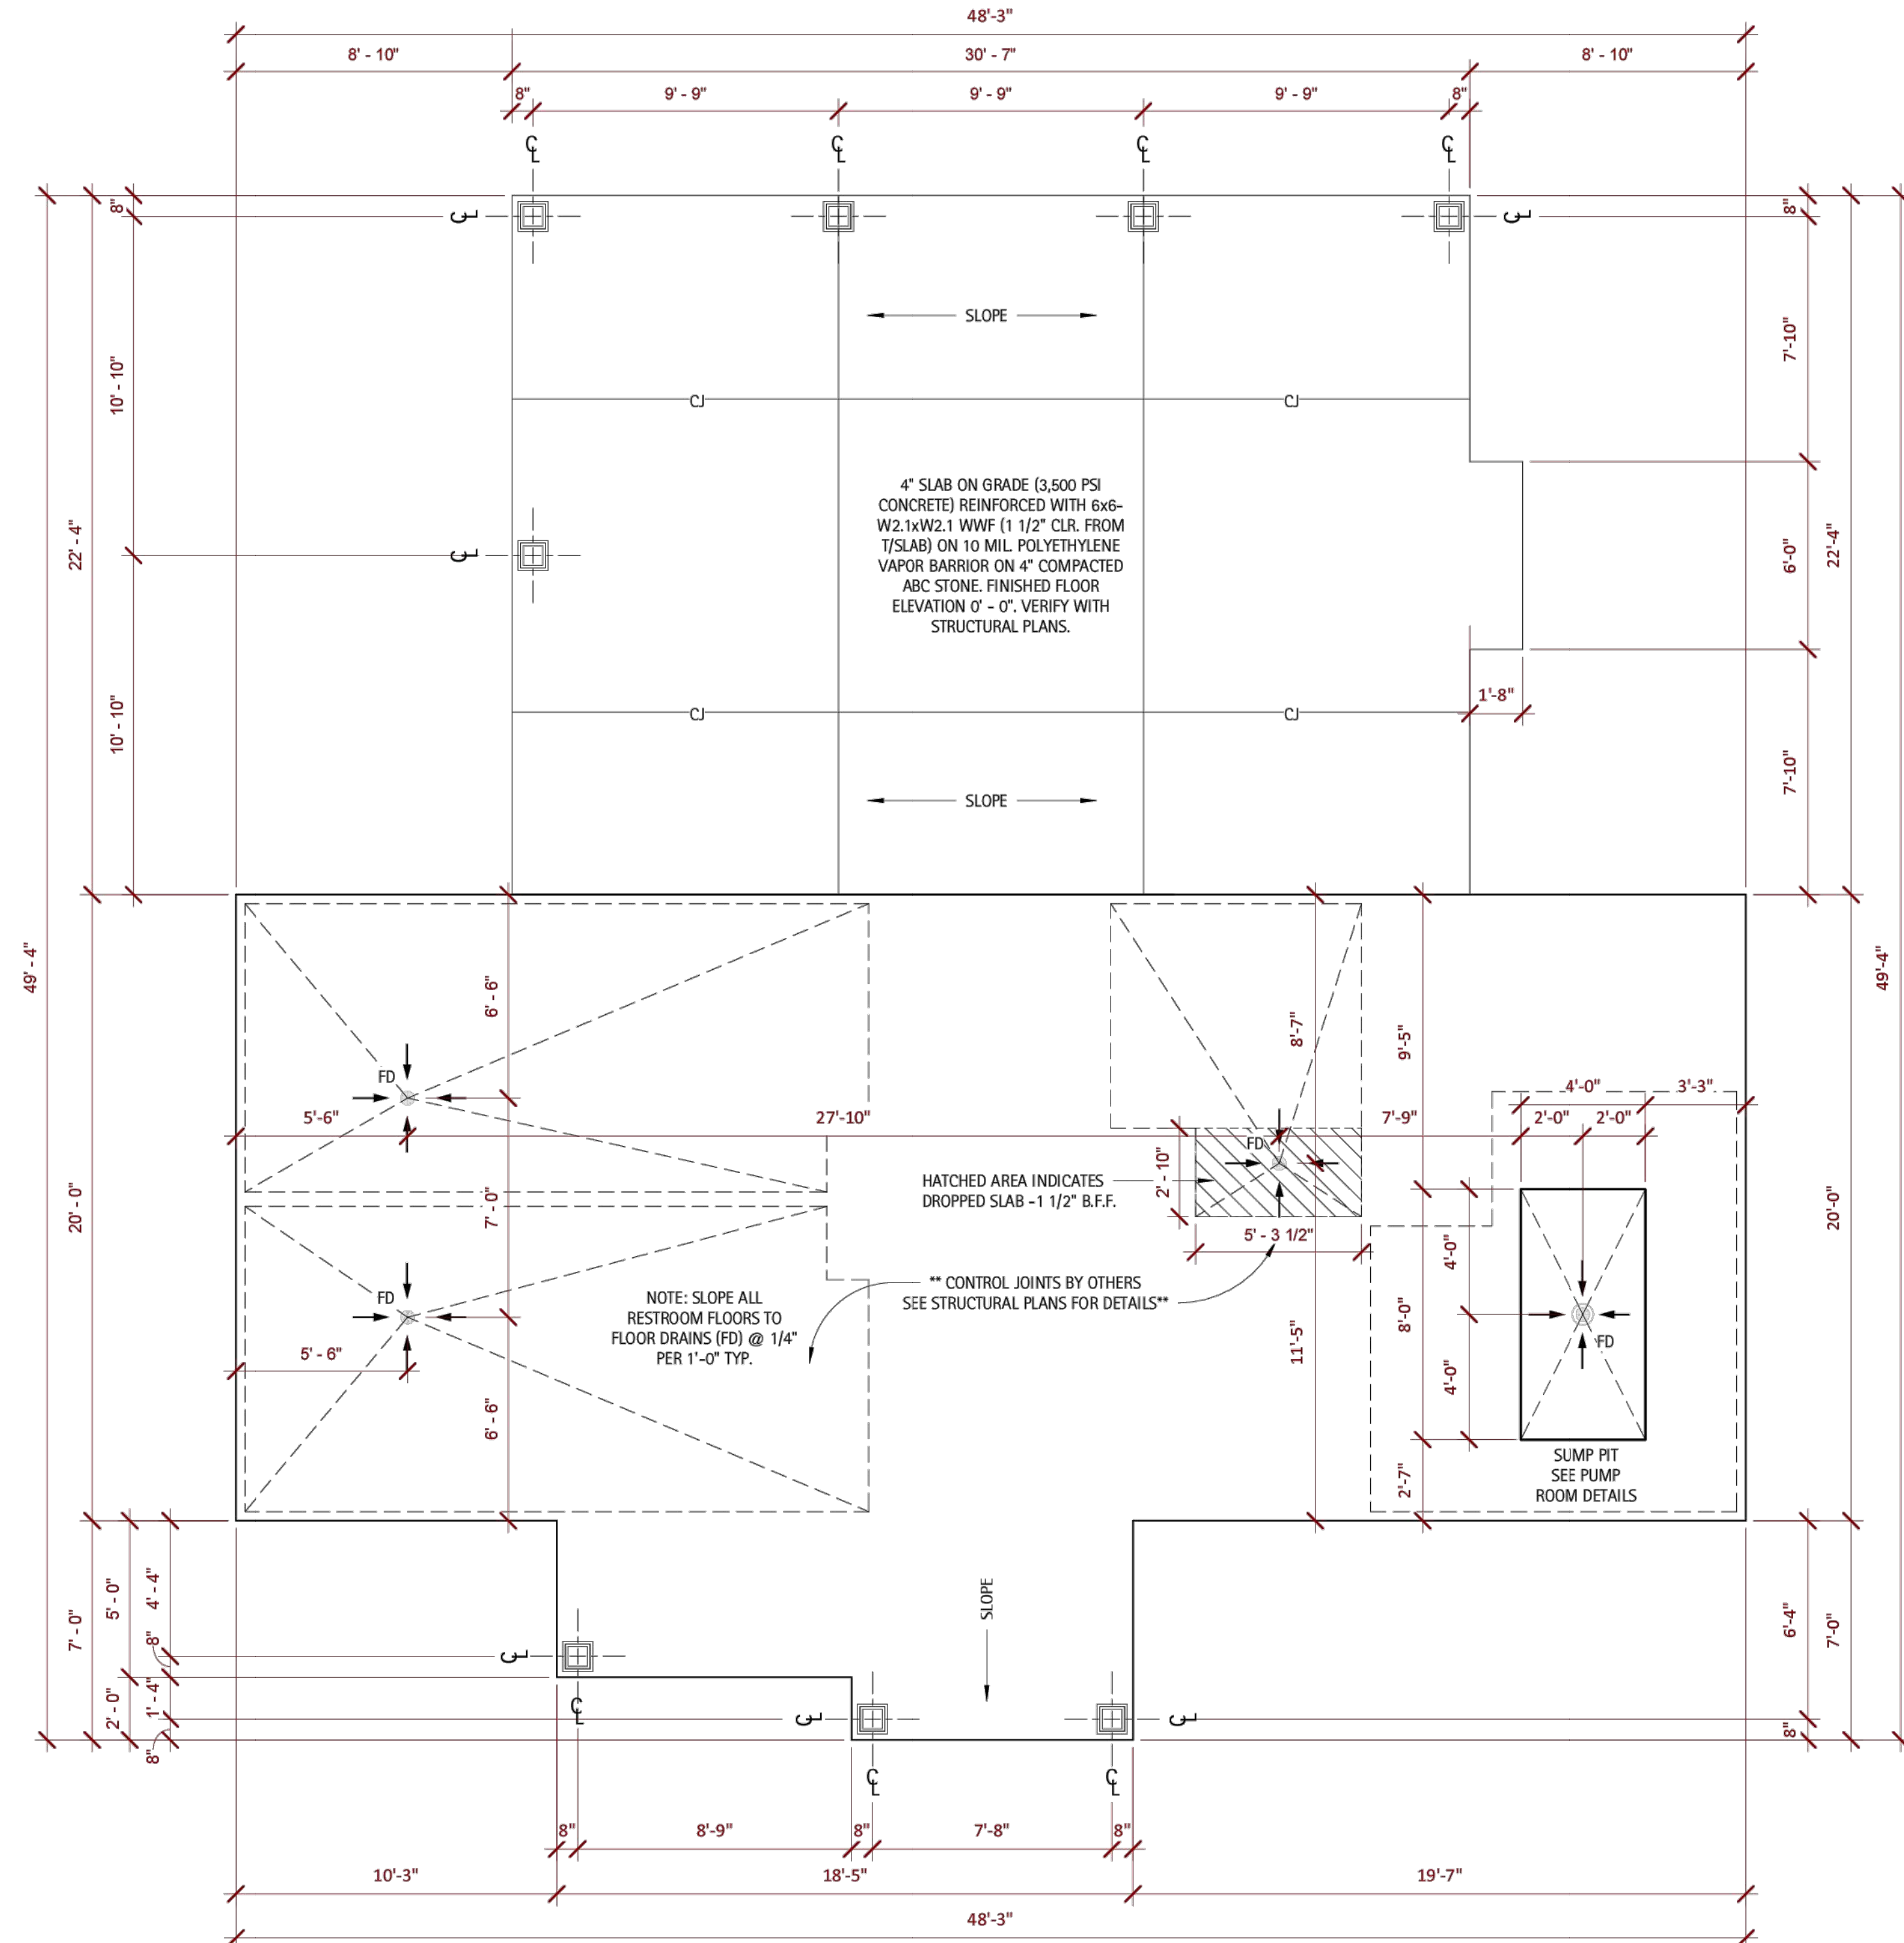 48'-3"
8' - 10"
30' - 7"
8' - 10"
8"
9' - 9"
9' - 9"
9' - 9"
8"
CL
CL
CL
CL
8"
CL
CL
8"
SLOPE
7'-10"
10' - 10"
CJ
CJ
4" SLAB ON GRADE (3,500 PSI
CONCRETE) REINFORCED WITH 6x6-
W2.1xW2.1 WWF (1 1/2" CLR. FROM
T/SLAB) ON 10 MIL. POLYETHYLENE
VAPOR BARRIOR ON 4" COMPACTED
ABC STONE. FINISHED FLOOR
ELEVATION 0' - 0". VERIFY WITH
STRUCTURAL PLANS.
22' - 4"
CL
6'-0"
22'-4"
1'-8"
10' - 10"
CJ
CJ
7'-10"
SLOPE
49' - 4"
49'-4"
6' - 6"
8'-7"
9'-5"
FD
4'-0"
3'-3"
5'-6"
27'-10"
7'-9"
2'-0"
2'-0"
FD
HATCHED AREA INDICATES
DROPPED SLAB -1 1/2" B.F.F.
2' - 10"
20' - 0"
7' - 0"
20'-0"
5' - 3 1/2"
4'-0"
** CONTROL JOINTS BY OTHERS
SEE STRUCTURAL PLANS FOR DETAILS**
FD
NOTE: SLOPE ALL
RESTROOM FLOORS TO
FLOOR DRAINS (FD) @ 1/4"
PER 1'-0" TYP.
8'-0"
11'-5"
FD
5' - 6"
4'-0"
6' - 6"
SUMP PIT
SEE PUMP
ROOM DETAILS
2'-7"
7' - 0"
5' - 0"
4' - 4"
SLOPE
6'-4"
7'-0"
8"
CL
CL
2' - 0"
1' - 4"
CL
CL
8"
8"
CL
CL
8"
8'-9"
8"
7'-8"
8"
10'-3"
18'-5"
19'-7"
48'-3"